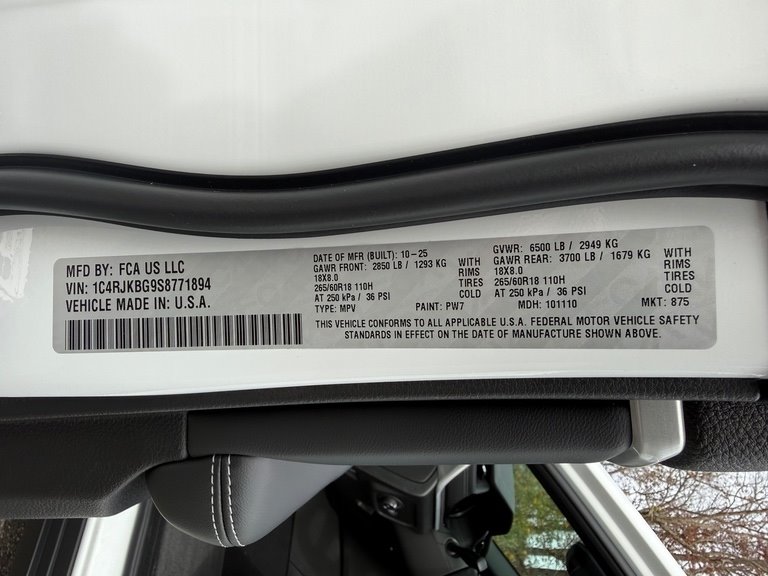 MFD BY: FCA US LLC
VIN: 1C4RJKBG9S8771894
VEHICLE MADE IN U.S.A.
DATE OF MFR (BUILT): 10-25
GAWR FRONT: 2850 LB / 1293 KG WITH
18X8.0 RIMS
265/60R18 110H TIRES
AT 250 kPa / 36 PSI COLD
TYPE: MPV PAINT: PW7
GVWR: 6500 LB / 2949 KG
GAWR REAR: 3700 LB / 1679 KG WITH
18X8.0 RIMS
265/60R18 110H TIRES
AT 250 kPa / 36 PSI COLD
MDH: 101110 MKT: 875
THIS VEHICLE CONFORMS TO ALL APPLICABLE U.S.A. FEDERAL MOTOR VEHICLE SAFETY
STANDARDS IN EFFECT ON THE DATE OF MANUFACTURE SHOWN ABOVE.